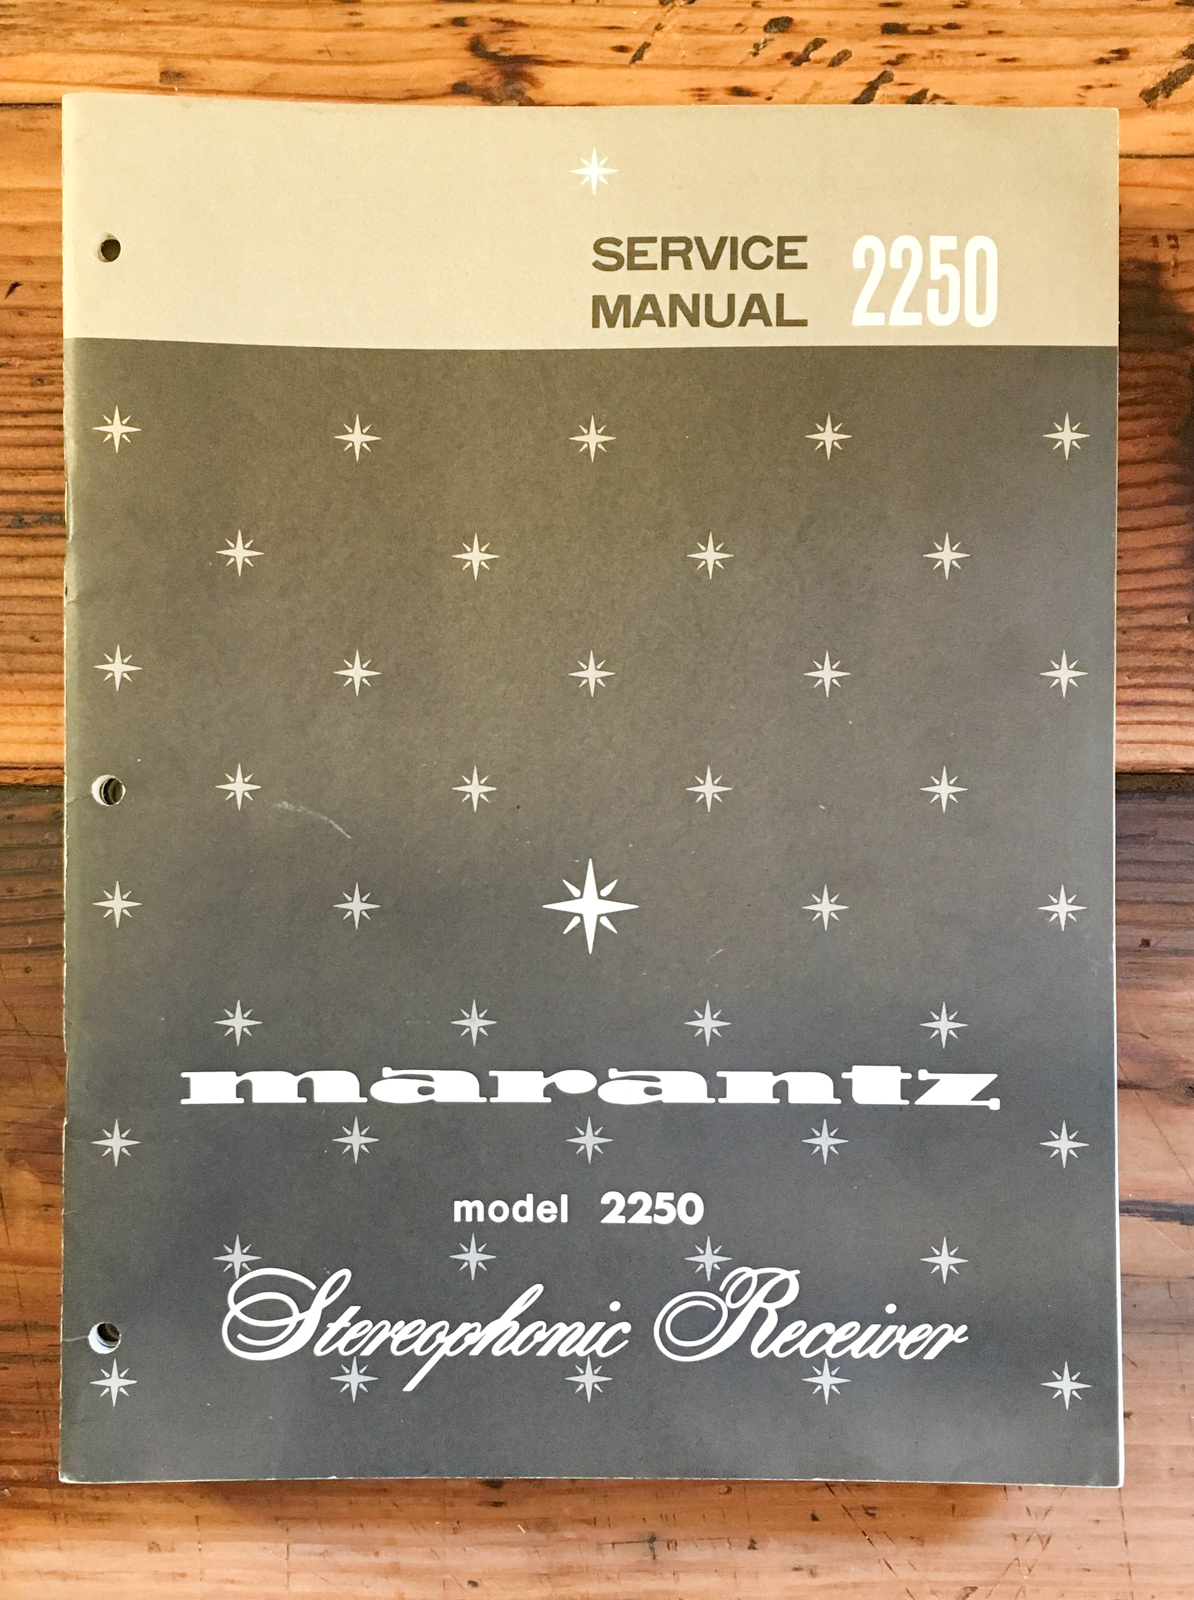 SERVICE
MANUAL 2250
marantz
model 2250
Stereophonic Receiver